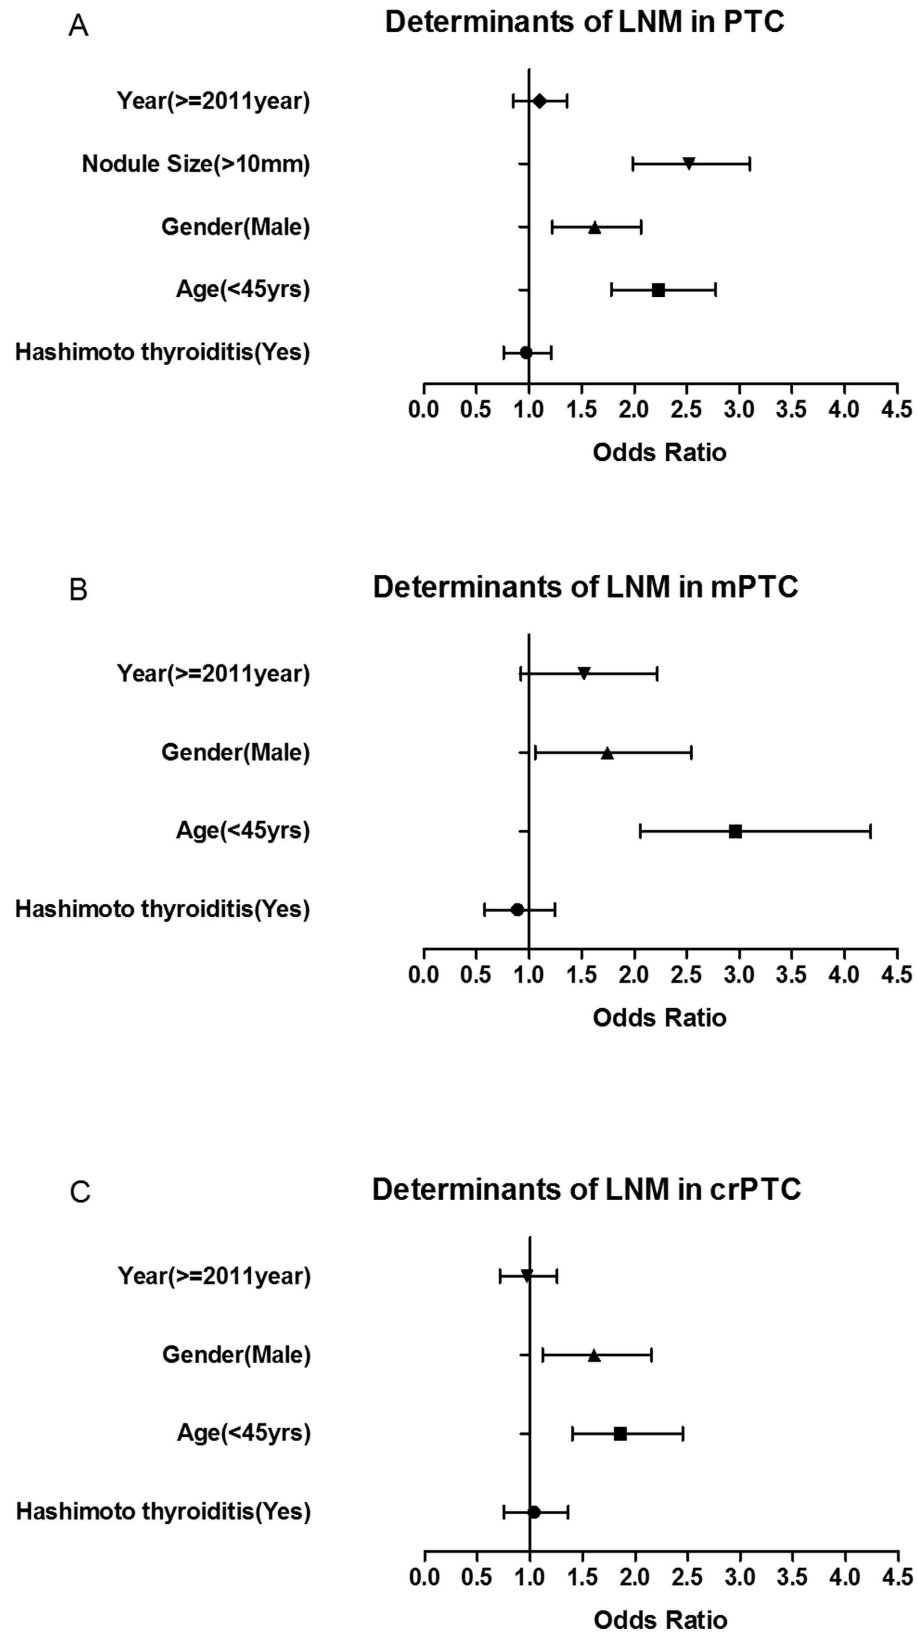 A
Determinants of LNM in PTC
Year(>=2011year)
Nodule Size(>10mm)
Gender(Male)
Age(<45yrs)
Hashimoto thyroiditis(Yes)
0.0 0.5 1.0 1.5 2.0 2.5 3.0 3.5 4.0 4.5
Odds Ratio
B
Determinants of LNM in mPTC
Year(>=2011year)
Gender(Male)
Age(<45yrs)
Hashimoto thyroiditis(Yes)
0.0 0.5 1.0 1.5 2.0 2.5 3.0 3.5 4.0 4.5
Odds Ratio
C
Determinants of LNM in crPTC
Year(>=2011year)
Gender(Male)
Age(<45yrs)
Hashimoto thyroiditis(Yes)
0.0 0.5 1.0 1.5 2.0 2.5 3.0 3.5 4.0 4.5
Odds Ratio